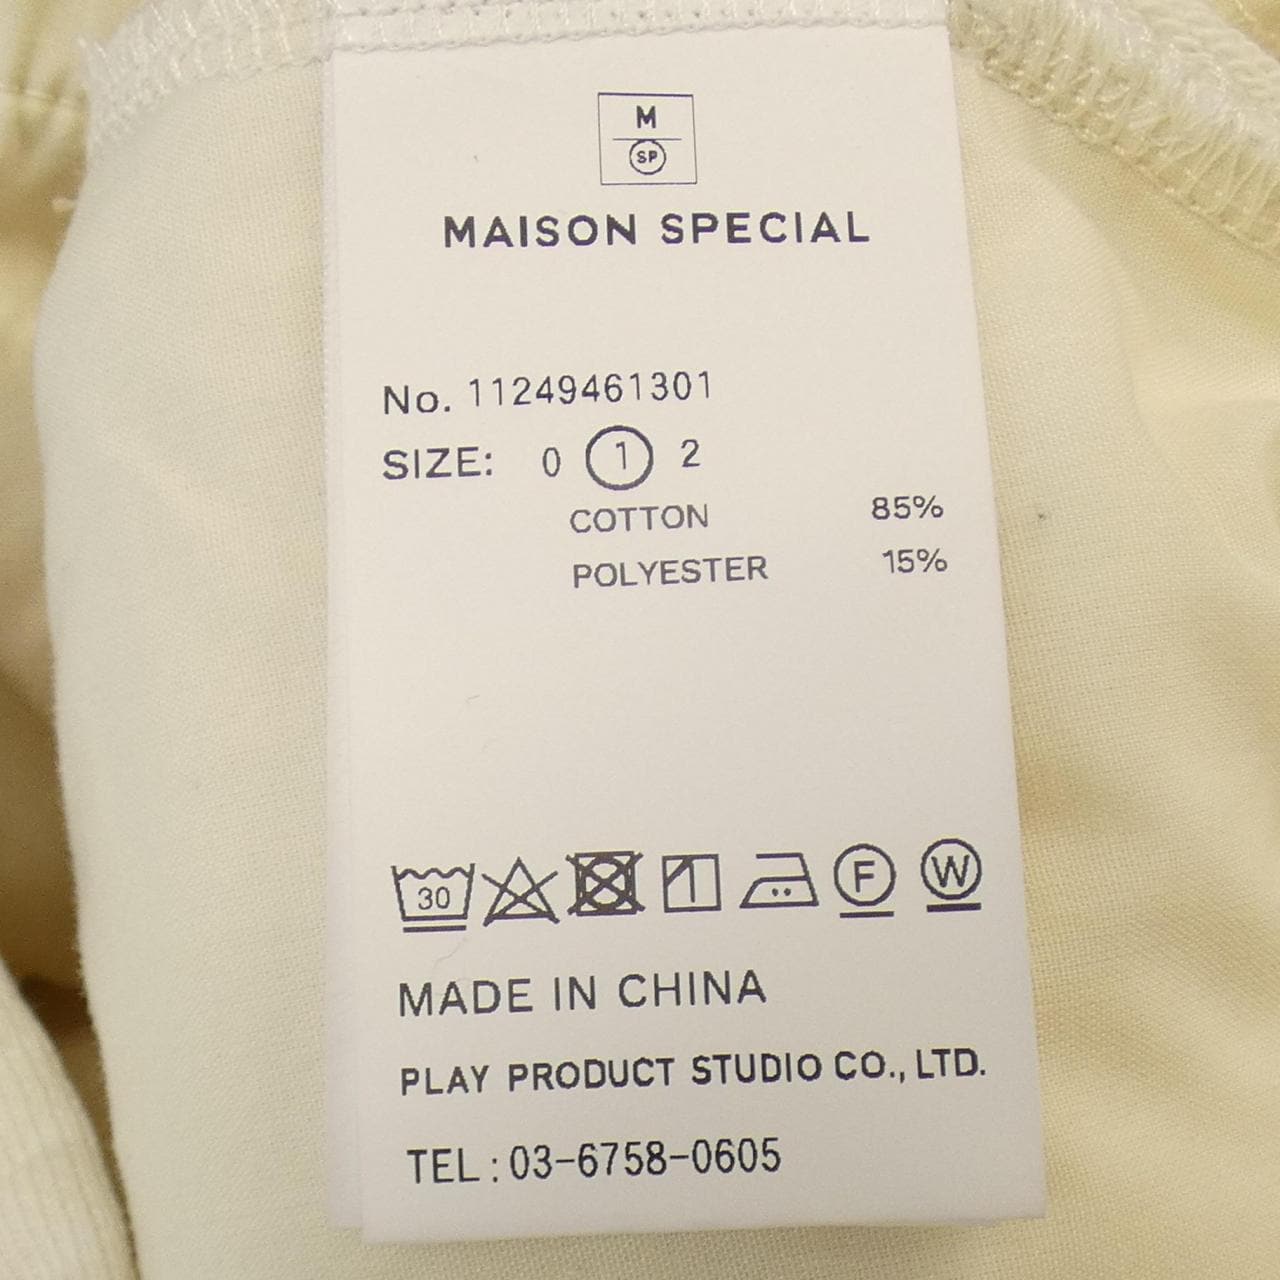 M
SP
MAISON SPECIAL
No. 11249461301
SIZE: 0 1 2
COTTON 85%
POLYESTER 15%
30 F W
MADE IN CHINA
PLAY PRODUCT STUDIO CO., LTD.
TEL : 03-6758-0605